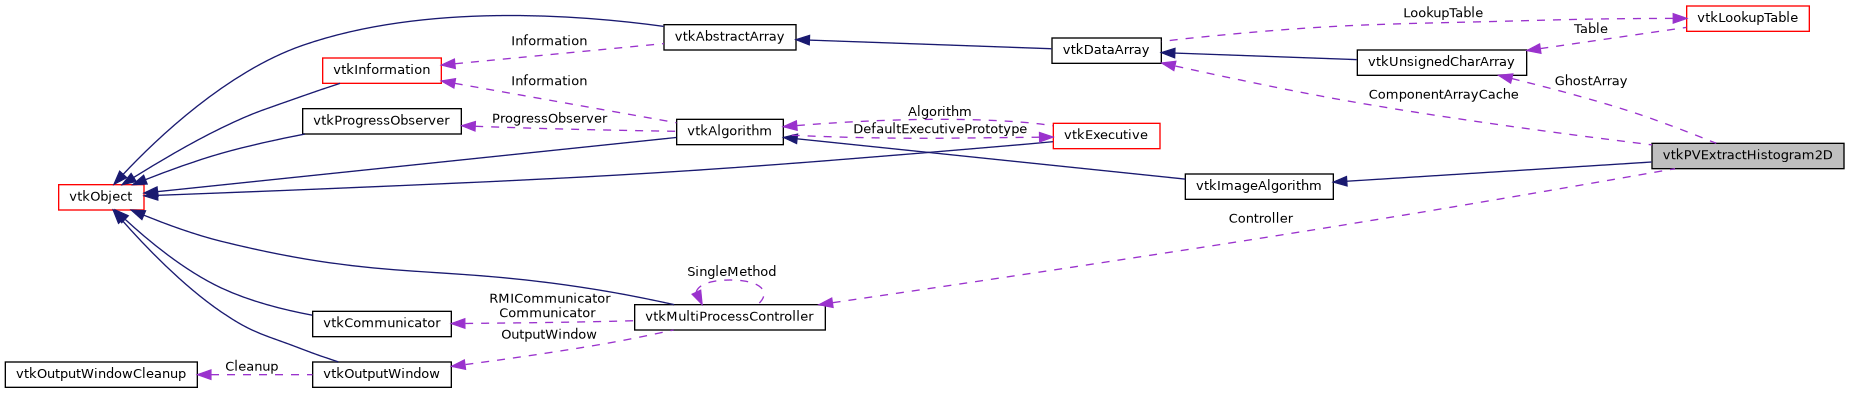 vtkLookupTable
LookupTable
Table
vtkAbstractArray
Information
vtkDataArray
vtkUnsignedCharArray
vtkInformation
Information
GhostArray
ComponentArrayCache
vtkProgressObserver
ProgressObserver
Algorithm
vtkAlgorithm
DefaultExecutivePrototype
vtkExecutive
vtkPVExtractHistogram2D
vtkImageAlgorithm
vtkObject
Controller
SingleMethod
RMICommunicator
Communicator
vtkMultiProcessController
vtkCommunicator
OutputWindow
Cleanup
vtkOutputWindowCleanup
vtkOutputWindow